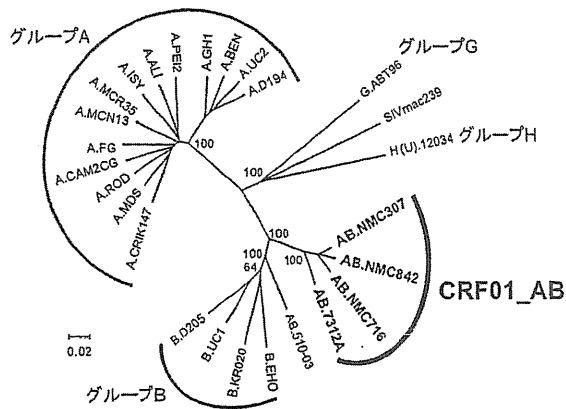 グループA
A.CRIK147
A.MDS
A.ROD
A.CAM2CG
A.FG
A.MCN13
A.MCR35
A.ISY
A.ALI
A.PEI2
A.GH1
A.BEN
A.UC2
A.D194
100
グループG
G.ABT96
SIVmac239
H(U).12034
グループH
100
100
AB.NMC307
AB.NMC842
AB.NMC716
AB.7312A
100
CRF01_AB
100
64
AB.510-03
B.EHO
B.KR020
B.UC1
B.D205
グループB
0.02